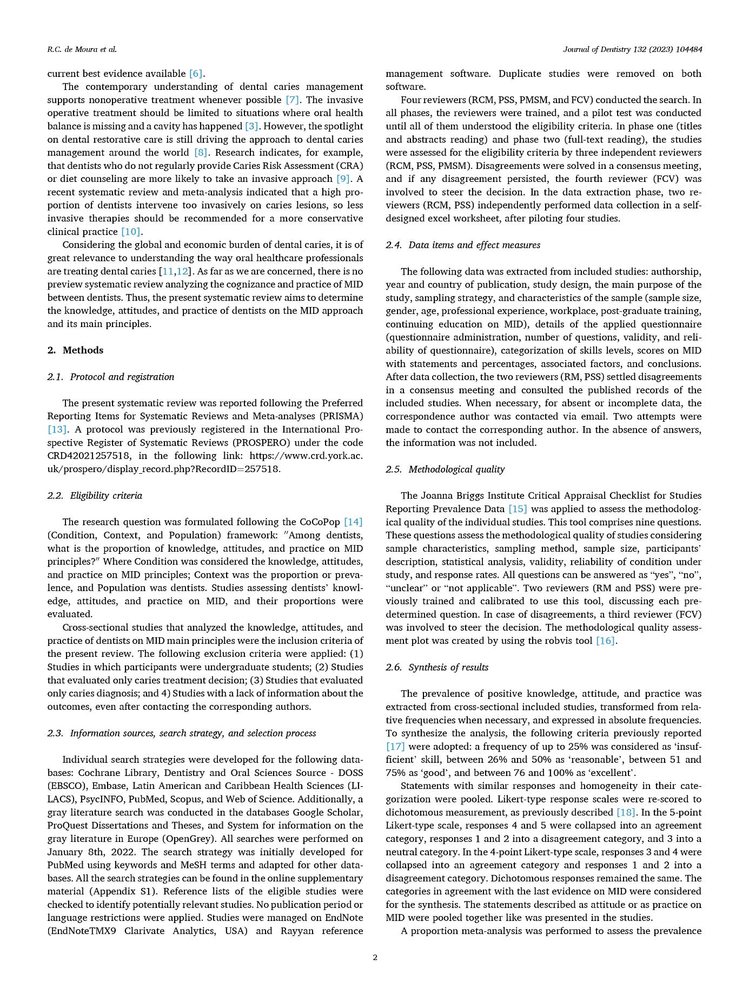 R.C. de Moura et al.
Journal of Dentistry 132 (2023) 104484
current best evidence available [6].
The contemporary understanding of dental caries management
supports nonoperative treatment whenever possible [7]. The invasive
operative treatment should be limited to situations where oral health
balance is missing and a cavity has happened [3]. However, the spotlight
on dental restorative care is still driving the approach to dental caries
management around the world [8]. Research indicates, for example,
that dentists who do not regularly provide Caries Risk Assessment (CRA)
or diet counseling are more likely to take an invasive approach [9]. A
recent systematic review and meta-analysis indicated that a high pro-
portion of dentists intervene too invasively on caries lesions, so less
invasive therapies should be recommended for a more conservative
clinical practice [10].
Considering the global and economic burden of dental caries, it is of
great relevance to understanding the way oral healthcare professionals
are treating dental caries [11,12]. As far as we are concerned, there is no
preview systematic review analyzing the cognizance and practice of MID
between dentists. Thus, the present systematic review aims to determine
the knowledge, attitudes, and practice of dentists on the MID approach
and its main principles.
2. Methods
2.1. Protocol and registration
The present systematic review was reported following the Preferred
Reporting Items for Systematic Reviews and Meta-analyses (PRISMA)
[13]. A protocol was previously registered in the International Pro-
spective Register of Systematic Reviews (PROSPERO) under the code
CRD42021257518, in the following link: https://www.crd.york.ac.
uk/prospero/display_record.php?RecordID=257518.
2.2. Eligibility criteria
The research question was formulated following the CoCoPop [14]
(Condition, Context, and Population) framework: "Among dentists,
what is the proportion of knowledge, attitudes, and practice on MID
principles?" Where Condition was considered the knowledge, attitudes,
and practice on MID principles; Context was the proportion or preva-
lence, and Population was dentists. Studies assessing dentists' knowl-
edge, attitudes, and practice on MID, and their proportions were
evaluated.
Cross-sectional studies that analyzed the knowledge, attitudes, and
practice of dentists on MID main principles were the inclusion criteria of
the present review. The following exclusion criteria were applied: (1)
Studies in which participants were undergraduate students; (2) Studies
that evaluated only caries treatment decision; (3) Studies that evaluated
only caries diagnosis; and 4) Studies with a lack of information about the
outcomes, even after contacting the corresponding authors.
2.3. Information sources, search strategy, and selection process
Individual search strategies were developed for the following data-
bases: Cochrane Library, Dentistry and Oral Sciences Source - DOSS
(EBSCO), Embase, Latin American and Caribbean Health Sciences (LI-
LACS), PsycINFO, PubMed, Scopus, and Web of Science. Additionally, a
gray literature search was conducted in the databases Google Scholar,
ProQuest Dissertations and Theses, and System for information on the
gray literature in Europe (OpenGrey). All searches were performed on
January 8th, 2022. The search strategy was initially developed for
PubMed using keywords and MeSH terms and adapted for other data-
bases. All the search strategies can be found in the online supplementary
material (Appendix S1). Reference lists of the eligible studies were
checked to identify potentially relevant studies. No publication period or
language restrictions were applied. Studies were managed on EndNote
(EndNoteTMX9 Clarivate Analytics, USA) and Rayyan reference
management software. Duplicate studies were removed on both
software.
Four reviewers (RCM, PSS, PMSM, and FCV) conducted the search. In
all phases, the reviewers were trained, and a pilot test was conducted
until all of them understood the eligibility criteria. In phase one (titles
and abstracts reading) and phase two (full-text reading), the studies
were assessed for the eligibility criteria by three independent reviewers
(RCM, PSS, PMSM). Disagreements were solved in a consensus meeting,
and if any disagreement persisted, the fourth reviewer (FCV) was
involved to steer the decision. In the data extraction phase, two re-
viewers (RCM, PSS) independently performed data collection in a self-
designed excel worksheet, after piloting four studies.
2.4. Data items and effect measures
The following data was extracted from included studies: authorship,
year and country of publication, study design, the main purpose of the
study, sampling strategy, and characteristics of the sample (sample size,
gender, age, professional experience, workplace, post-graduate training,
continuing education on MID), details of the applied questionnaire
(questionnaire administration, number of questions, validity, and reli-
ability of questionnaire), categorization of skills levels, scores on MID
with statements and percentages, associated factors, and conclusions.
After data collection, the two reviewers (RM, PSS) settled disagreements
in a consensus meeting and consulted the published records of the
included studies. When necessary, for absent or incomplete data, the
correspondence author was contacted via email. Two attempts were
made to contact the corresponding author. In the absence of answers,
the information was not included.
2.5. Methodological quality
The Joanna Briggs Institute Critical Appraisal Checklist for Studies
Reporting Prevalence Data [15] was applied to assess the methodolog-
ical quality of the individual studies. This tool comprises nine questions.
These questions assess the methodological quality of studies considering
sample characteristics, sampling method, sample size, participants'
description, statistical analysis, validity, reliability of condition under
study, and response rates. All questions can be answered as “yes”, “no”,
“unclear” or “not applicable”. Two reviewers (RM and PSS) were pre-
viously trained and calibrated to use this tool, discussing each pre-
determined question. In case of disagreements, a third reviewer (FCV)
was involved to steer the decision. The methodological quality assess-
ment plot was created by using the robvis tool [16].
2.6. Synthesis of results
The prevalence of positive knowledge, attitude, and practice was
extracted from cross-sectional included studies, transformed from rela-
tive frequencies when necessary, and expressed in absolute frequencies.
To synthesize the analysis, the following criteria previously reported
[17] were adopted: a frequency of up to 25% was considered as ‘insuf-
ficient’ skill, between 26% and 50% as ‘reasonable’, between 51 and
75% as ‘good’, and between 76 and 100% as ‘excellent’.
Statements with similar responses and homogeneity in their cate-
gorization were pooled. Likert-type response scales were re-scored to
dichotomous measurement, as previously described [18]. In the 5-point
Likert-type scale, responses 4 and 5 were collapsed into an agreement
category, responses 1 and 2 into a disagreement category, and 3 into a
neutral category. In the 4-point Likert-type scale, responses 3 and 4 were
collapsed into an agreement category and responses 1 and 2 into a
disagreement category. Dichotomous responses remained the same. The
categories in agreement with the last evidence on MID were considered
for the synthesis. The statements described as attitude or as practice on
MID were pooled together like was presented in the studies.
A proportion meta-analysis was performed to assess the prevalence
2